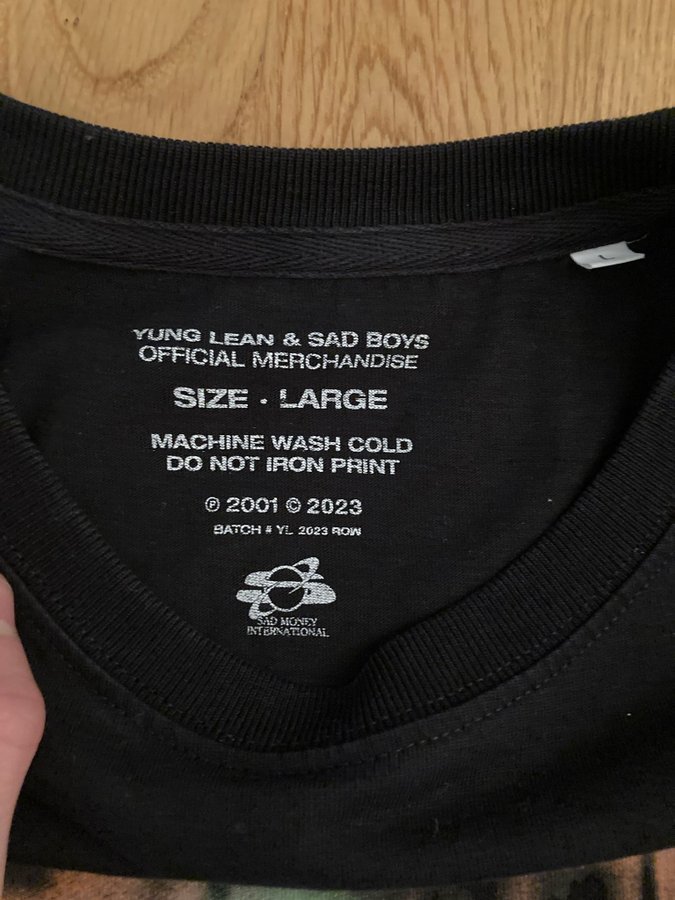 L
YUNG LEAN & SAD BOYS
OFFICIAL MERCHANDISE
SIZE · LARGE
MACHINE WASH COLD
DO NOT IRON PRINT
℗ 2001 © 2023
BATCH # YL 2023 ROW
SAD MONEY
INTERNATIONAL